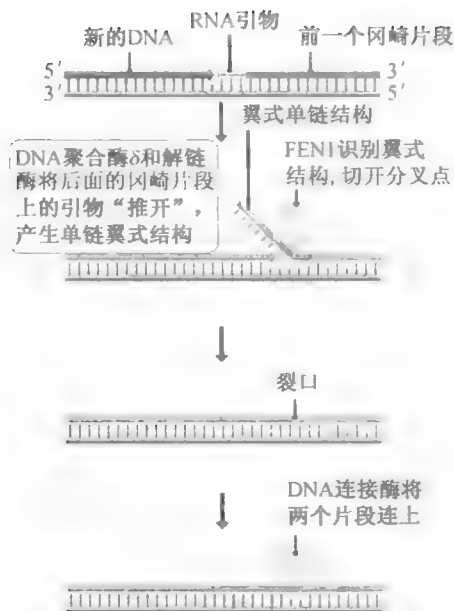 RNA引物
新的DNA
前一个冈崎片段
5′
3′
3′
5′
翼式单链结构
DNA聚合酶δ和解链
酶将后面的冈崎片段
上的引物“推开”，
产生单链翼式结构
FEN1识别翼式
结构，切开分叉点
裂口
DNA连接酶将
两个片段连上